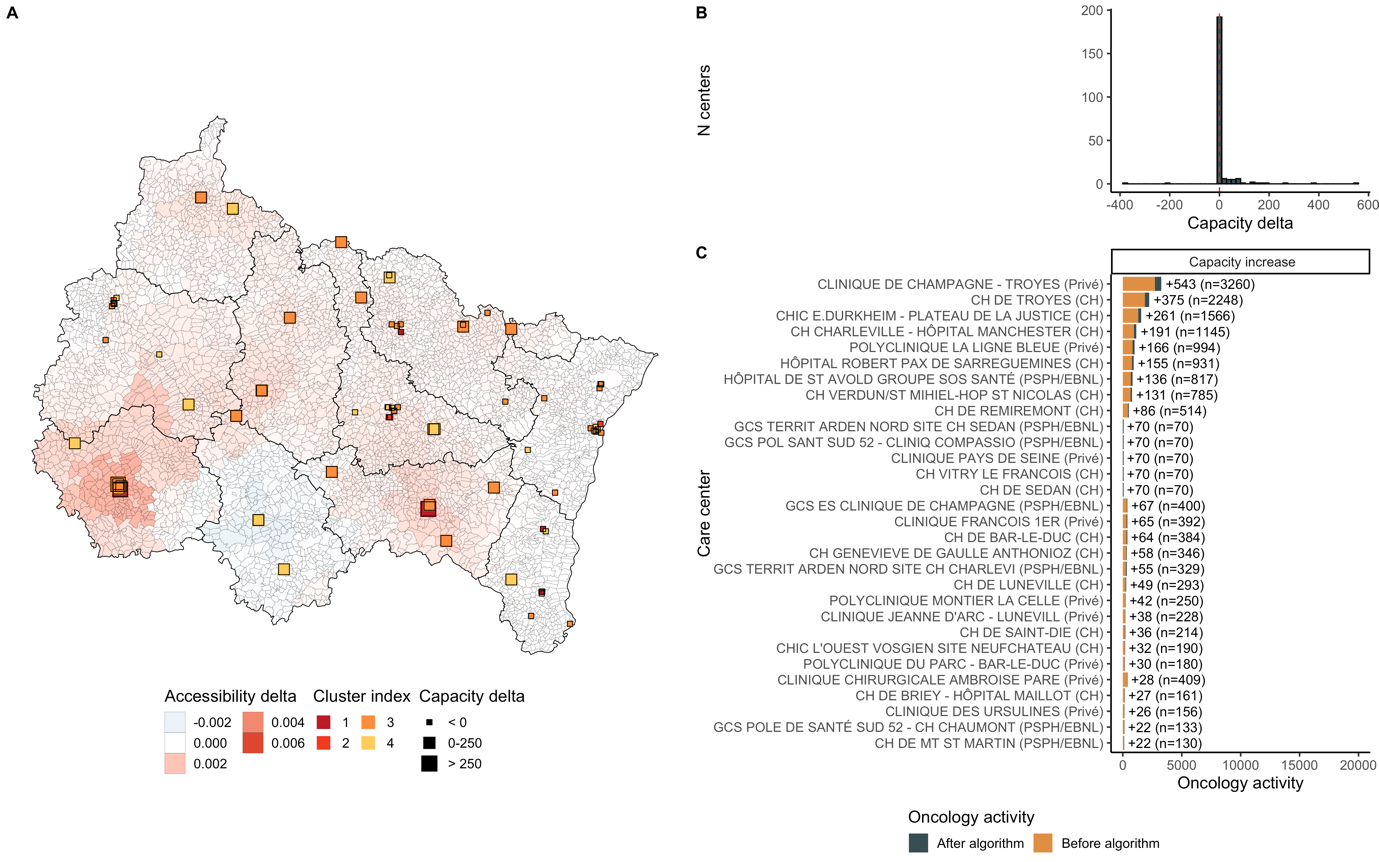 A
Accessibility delta
-0.002
0.000
0.002
0.004
0.006
Cluster index
1
2
3
4
Capacity delta
< 0
0-250
> 250
B
N centers
200
150
100
50
0
-400
-200
0
200
400
600
Capacity delta
C
Capacity increase
Care center
CLINIQUE DE CHAMPAGNE - TROYES (Privé) +543 (n=3260)
CH DE TROYES (CH) +375 (n=2248)
CHIC E.DURKHEIM - PLATEAU DE LA JUSTICE (CH) +261 (n=1566)
CH CHARLEVILLE - HÔPITAL MANCHESTER (CH) +191 (n=1145)
POLYCLINIQUE LA LIGNE BLEUE (Privé) +166 (n=994)
HÔPITAL ROBERT PAX DE SARREGUEMINES (CH) +155 (n=931)
HÔPITAL DE ST AVOLD GROUPE SOS SANTÉ (PSPH/EBNL) +136 (n=817)
CH VERDUN/ST MIHIEL-HOP ST NICOLAS (CH) +131 (n=785)
CH DE REMIREMONT (CH) +86 (n=514)
GCS TERRIT ARDEN NORD SITE CH SEDAN (PSPH/EBNL) +70 (n=70)
GCS POL SANT SUD 52 - CLINIQ COMPASSIO (PSPH/EBNL) +70 (n=70)
CLINIQUE PAYS DE SEINE (Privé) +70 (n=70)
CH VITRY LE FRANCOIS (CH) +70 (n=70)
CH DE SEDAN (CH) +70 (n=70)
GCS ES CLINIQUE DE CHAMPAGNE (PSPH/EBNL) +67 (n=400)
CLINIQUE FRANCOIS 1ER (Privé) +65 (n=392)
CH DE BAR-LE-DUC (CH) +64 (n=384)
CH GENEVIEVE DE GAULLE ANTHONIOZ (CH) +58 (n=346)
GCS TERRIT ARDEN NORD SITE CH CHARLEVI (PSPH/EBNL) +55 (n=329)
CH DE LUNEVILLE (CH) +49 (n=293)
POLYCLINIQUE MONTIER LA CELLE (Privé) +42 (n=250)
CLINIQUE JEANNE D'ARC - LUNEVILL (Privé) +38 (n=228)
CH DE SAINT-DIE (CH) +36 (n=214)
CHIC L'OUEST VOSGIEN SITE NEUFCHATEAU (CH) +32 (n=190)
POLYCLINIQUE DU PARC - BAR-LE-DUC (Privé) +30 (n=180)
CLINIQUE CHIRURGICALE AMBROISE PARE (Privé) +28 (n=409)
CH DE BRIEY - HÔPITAL MAILLOT (CH) +27 (n=161)
CLINIQUE DES URSULINES (Privé) +26 (n=156)
GCS POLE DE SANTÉ SUD 52 - CH CHAUMONT (PSPH/EBNL) +22 (n=133)
CH DE MT ST MARTIN (PSPH/EBNL) +22 (n=130)
0
5000
10000
15000
20000
Oncology activity
Oncology activity
After algorithm
Before algorithm